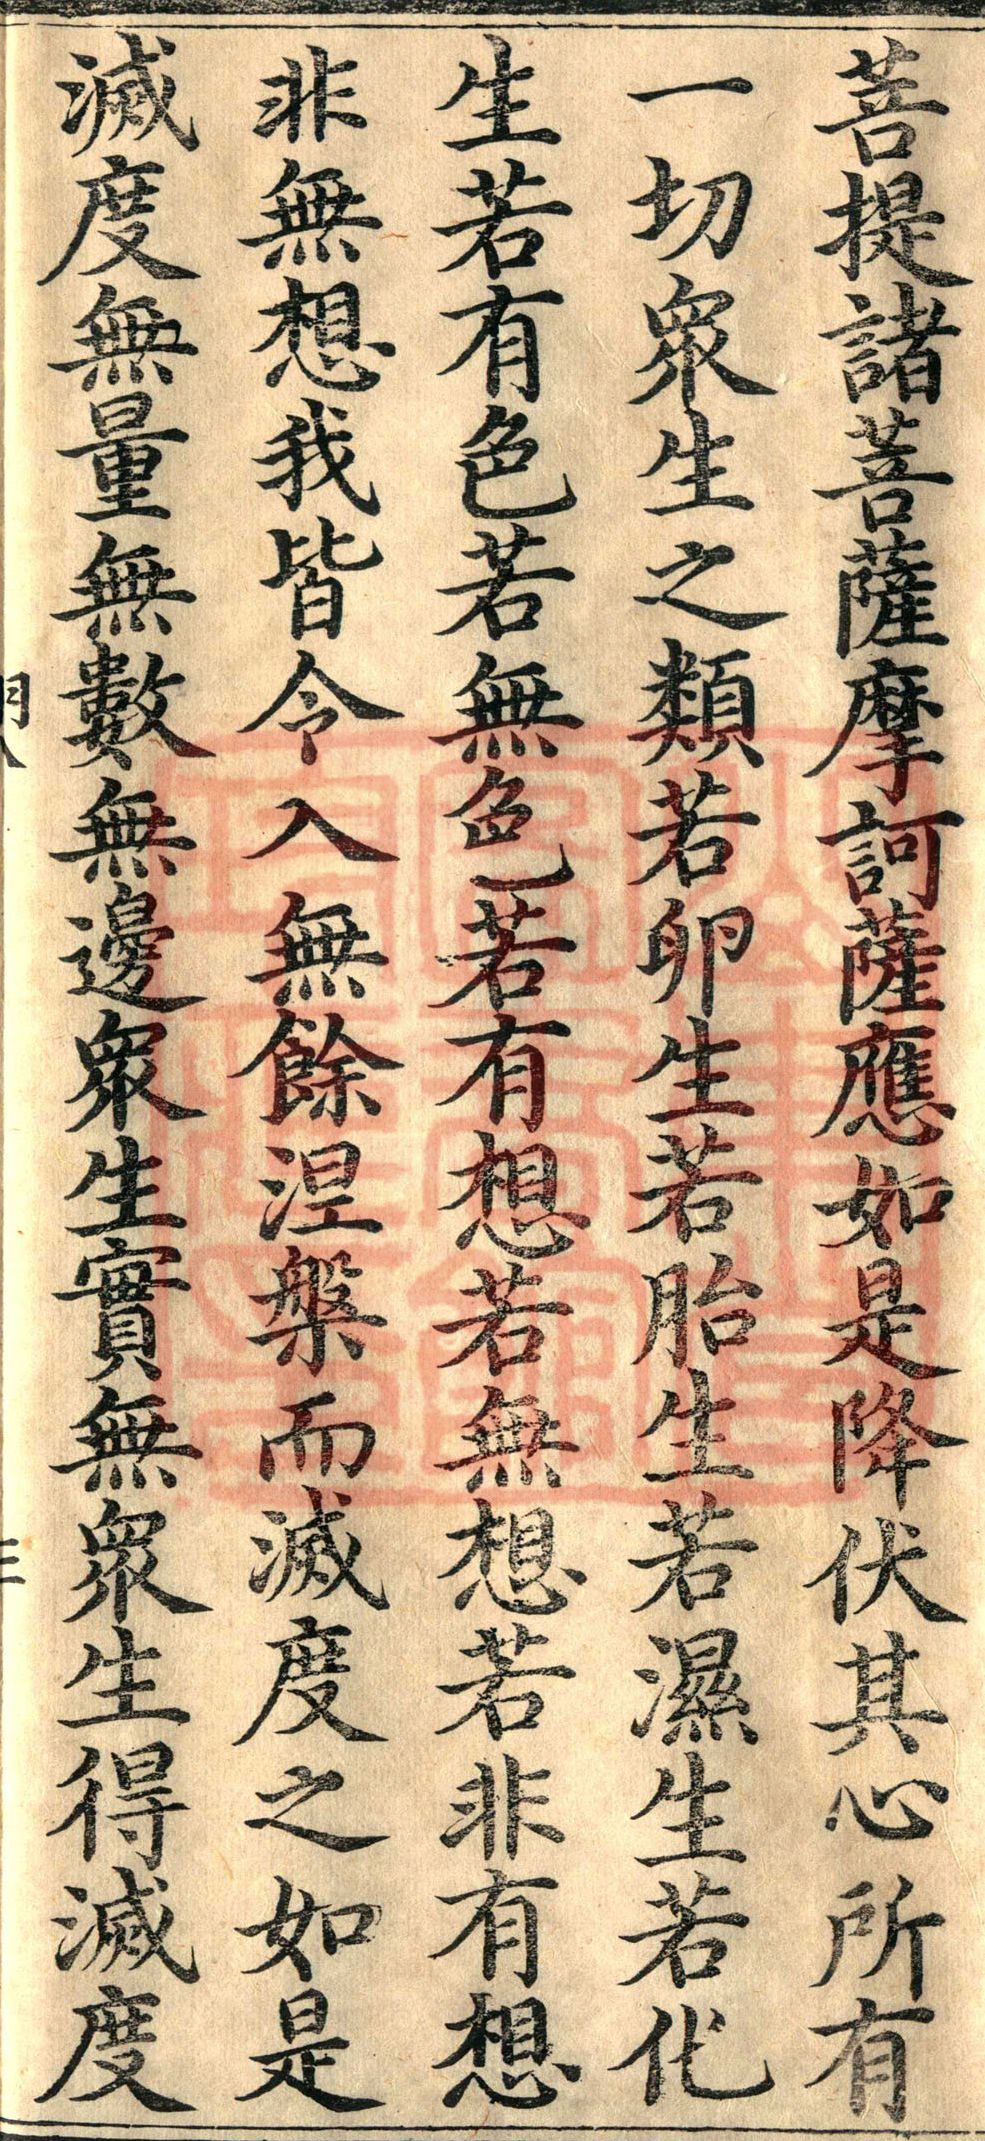 菩提諸菩薩摩訶薩應如是降伏其心所有
一切衆生之類若卵生若胎生若濕生若化
生若有色若無色若有想若無想若非有想
非無想我皆令入無餘涅槃而滅度之如是
滅度無量無數無邊衆生實無衆生得滅度
三